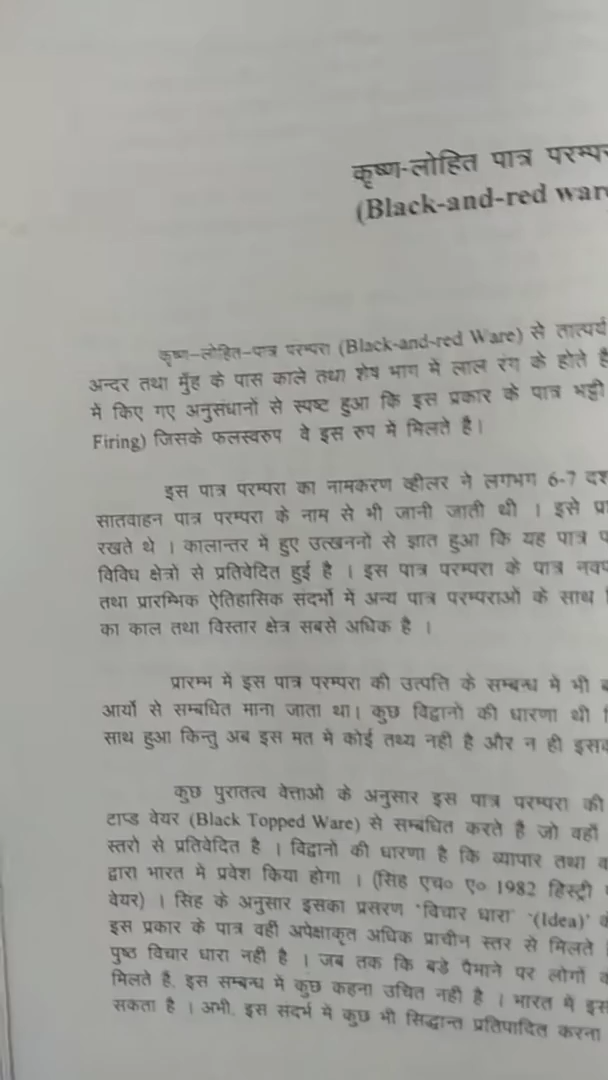 कृष्ण-लोहित पात्र
(Black-and-red
कृष्ण-लोहित-पात्र परम्परा (Black-and-red Ware) से तात्पर्य
अन्दर तथा मुँह के पास काले तथा शेष भाग में लाल रंग के होते
में किए गए अनुसंधानों से स्पष्ट हुआ कि इस प्रकार के पात्र भट्टी
Firing) जिसके फलस्वरुप वे इस रुप में मिलते है।
इस पात्र परम्परा का नामकरण व्हीलर ने लगभग 6-7
सातवाहन पात्र परम्परा के नाम से भी जानी जाती थी । इसे
रखते थे । कालान्तर में हुए उत्खननों से ज्ञात हुआ कि यह पात्र
विविध क्षेत्रो से प्रतिवेदित हुई है । इस पात्र परम्परा के पात्र
तथा प्रारम्भिक ऐतिहासिक संदर्भो में अन्य पात्र परम्पराओं के साथ
का काल तथा विस्तार क्षेत्र सबसे अधिक है ।
प्रारम्भ में इस पात्र परम्परा की उत्पत्ति के सम्बन्ध मे भी
आर्यो से सम्बधित माना जाता था। कुछ विद्वानो की धारणा थी
साथ हुआ किन्तु अब इस मत मे कोई तथ्य नही है और न ही
कुछ पुरातत्व वेत्ताओ के अनुसार इस पात्र परम्परा की
टाप्ड वेयर (Black Topped Ware) से सम्बधित करते है जो वहाँ
स्तरो से प्रतिवेदित है । विद्वानो की धारणा है कि व्यापार तथा
द्वारा भारत मे प्रवेश किया होगा । (सिंह एच० ए० 1982 हिस्ट्री
वेयर) । सिंह के अनुसार इसका प्रसरण 'विचार धारा' '(Idea)'
इस प्रकार के पात्र वही अपेक्षाकृत अधिक प्राचीन स्तर से मिलते
पुष्ठ विचार धारा नही है । जब तक कि बडे पैमाने पर लोगों
मिलते है, इस सम्बन्ध में कुछ कहना उचित नही है । भारत मे
सकता है । अभी, इस संदर्भ मे कुछ भी सिद्धान्त प्रतिपादित करना